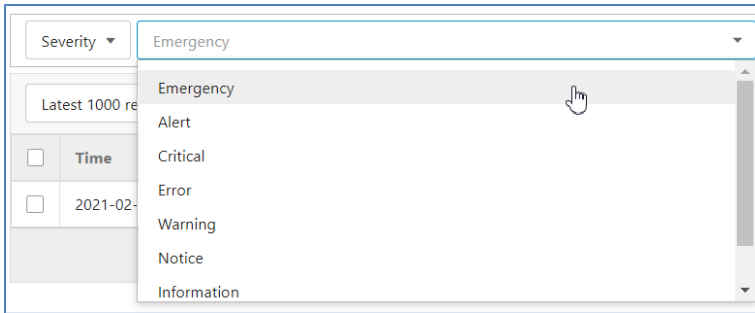 Severity
Emergency
Emergency
Latest 1000 re
Alert
Time
Critical
Error
2021-02-
Warning
Notice
Information